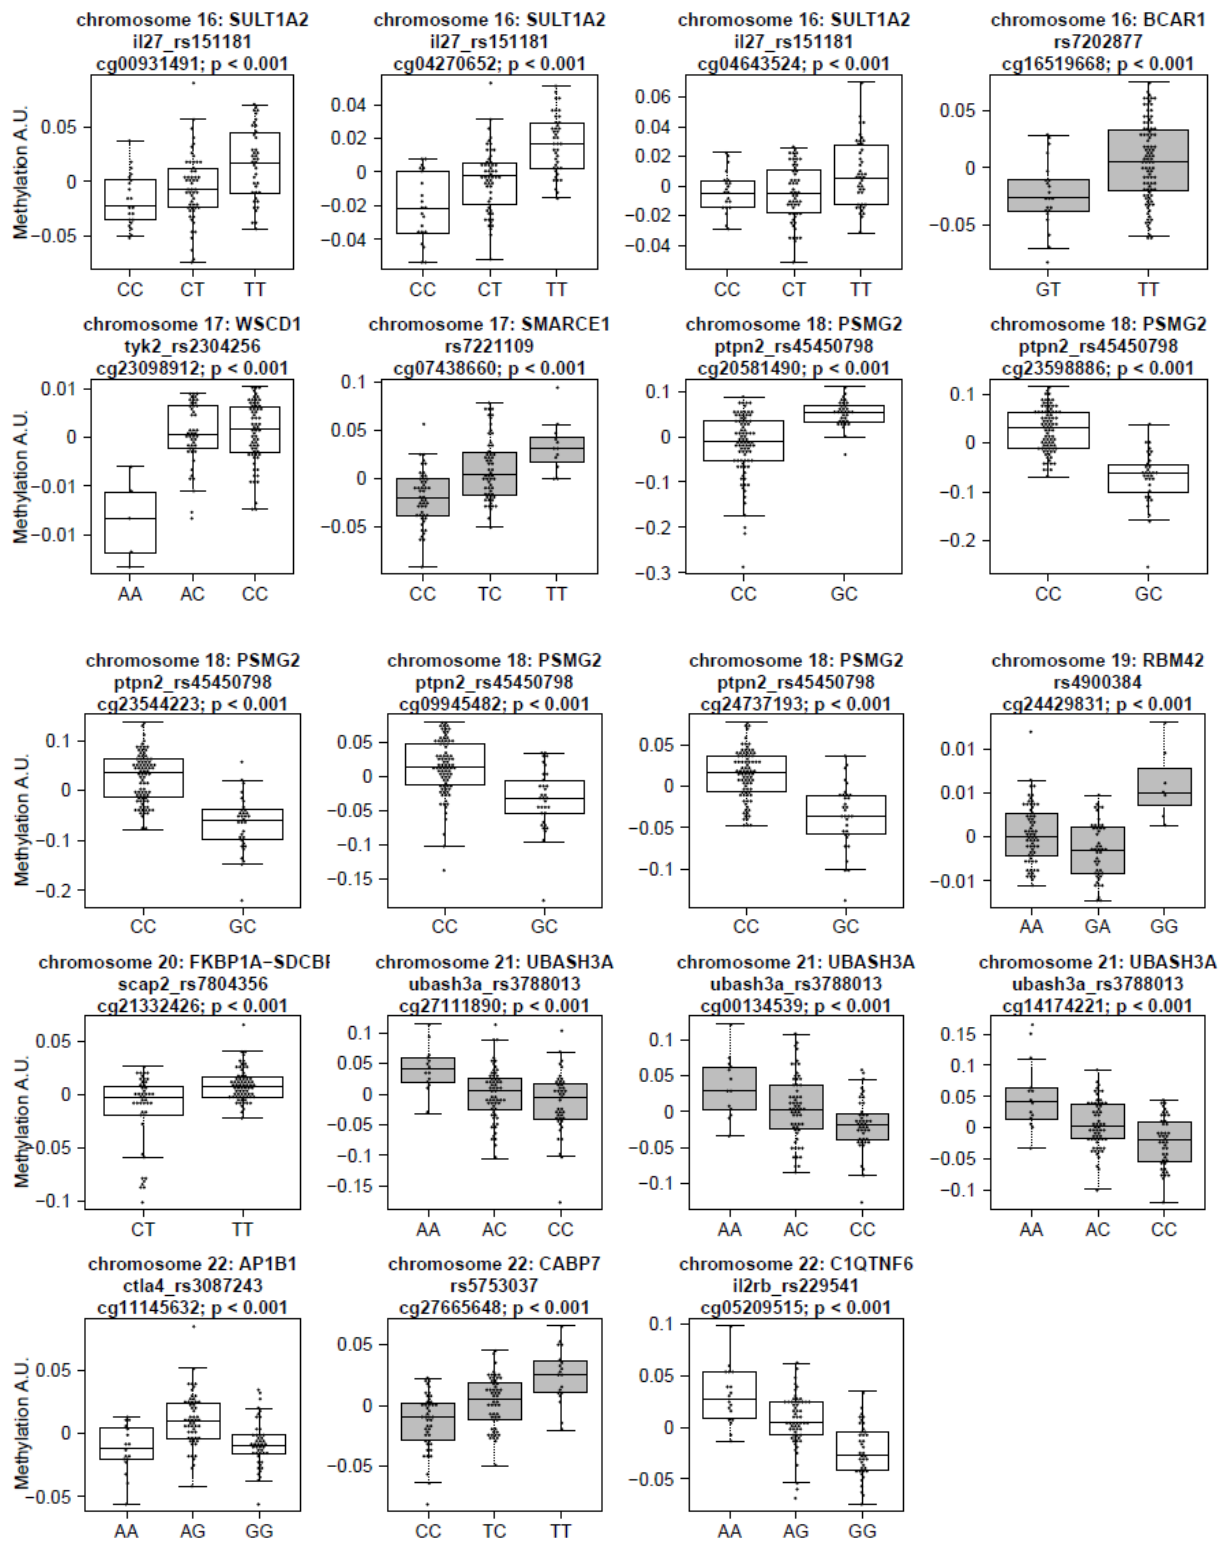 chromosome 16: SULT1A2
il27_rs151181
cg00931491; p < 0.001
Methylation A.U.
0.05
0
−0.05
CC CT TT
chromosome 16: SULT1A2
il27_rs151181
cg04270652; p < 0.001
0.04
0.02
0
−0.02
−0.04
CC CT TT
chromosome 16: SULT1A2
il27_rs151181
cg04643524; p < 0.001
0.06
0.04
0.02
0
−0.02
−0.04
CC CT TT
chromosome 16: BCAR1
rs7202877
cg16519668; p < 0.001
0.05
0
−0.05
GT TT
chromosome 17: WSCD1
tyk2_rs2304256
cg23098912; p < 0.001
Methylation A.U.
0.01
0
−0.01
−0.01
AA AC CC
chromosome 17: SMARCE1
rs7221109
cg07438660; p < 0.001
0.1
0.05
0
−0.05
CC TC TT
chromosome 18: PSMG2
ptpn2_rs45450798
cg20581490; p < 0.001
0.1
0
−0.1
−0.2
−0.3
CC GC
chromosome 18: PSMG2
ptpn2_rs45450798
cg23598886; p < 0.001
0.1
0
−0.1
−0.2
CC GC
chromosome 18: PSMG2
ptpn2_rs45450798
cg23544223; p < 0.001
Methylation A.U.
0.1
0
−0.1
−0.2
CC GC
chromosome 18: PSMG2
ptpn2_rs45450798
cg09945482; p < 0.001
0.05
0
−0.05
−0.1
−0.15
CC GC
chromosome 18: PSMG2
ptpn2_rs45450798
cg24737193; p < 0.001
0.05
0
−0.05
−0.1
CC GC
chromosome 19: RBM42
rs4900384
cg24429831; p < 0.001
0.01
0.01
0
−0.01
AA GA GG
chromosome 20: FKBP1A−SDCBP
scap2_rs7804356
cg21332426; p < 0.001
Methylation A.U.
0.05
0
−0.05
−0.1
CT TT
chromosome 21: UBASH3A
ubash3a_rs3788013
cg27111890; p < 0.001
0.1
0.05
0
−0.05
−0.1
−0.15
AA AC CC
chromosome 21: UBASH3A
ubash3a_rs3788013
cg00134539; p < 0.001
0.1
0.05
0
−0.05
−0.1
AA AC CC
chromosome 21: UBASH3A
ubash3a_rs3788013
cg14174221; p < 0.001
0.15
0.1
0.05
0
−0.05
−0.1
AA AC CC
chromosome 22: AP1B1
ctla4_rs3087243
cg11145632; p < 0.001
Methylation A.U.
0.05
0
−0.05
AA AG GG
chromosome 22: CABP7
rs5753037
cg27665648; p < 0.001
0.05
0
−0.05
CC TC TT
chromosome 22: C1QTNF6
il2rb_rs229541
cg05209515; p < 0.001
0.1
0.05
0
−0.05
AA AG GG